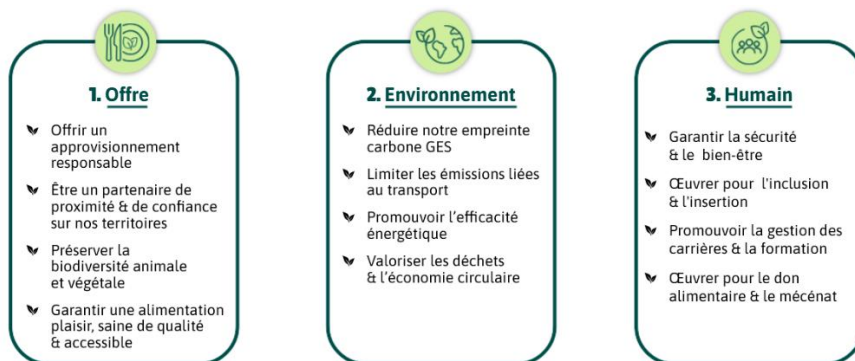 1. Offre
Offrir un
approvisionnement
responsable
Être un partenaire de
proximité & de confiance
sur nos territoires
Préserver la
biodiversité animale
et végétale
Garantir une alimentation
plaisir, saine de qualité
& accessible
2. Environnement
Réduire notre empreinte
carbone GES
Limiter les émissions liées
au transport
Promouvoir l’efficacité
énergétique
Valoriser les déchets
& l’économie circulaire
3. Humain
Garantir la sécurité
& le bien-être
Œuvrer pour l'inclusion
& l'insertion
Promouvoir la gestion des
carrières & la formation
Œuvrer pour le don
alimentaire & le mécénat